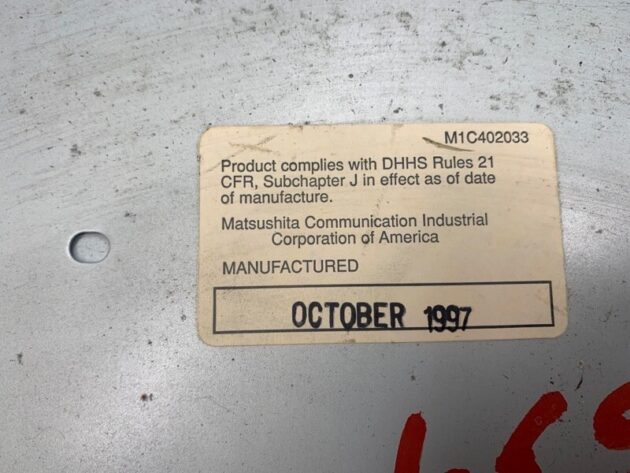 M1C402033
Product complies with DHHS Rules 21
CFR, Subchapter J in effect as of date
of manufacture.
Matsushita Communication Industrial
Corporation of America
MANUFACTURED
OCTOBER 1997